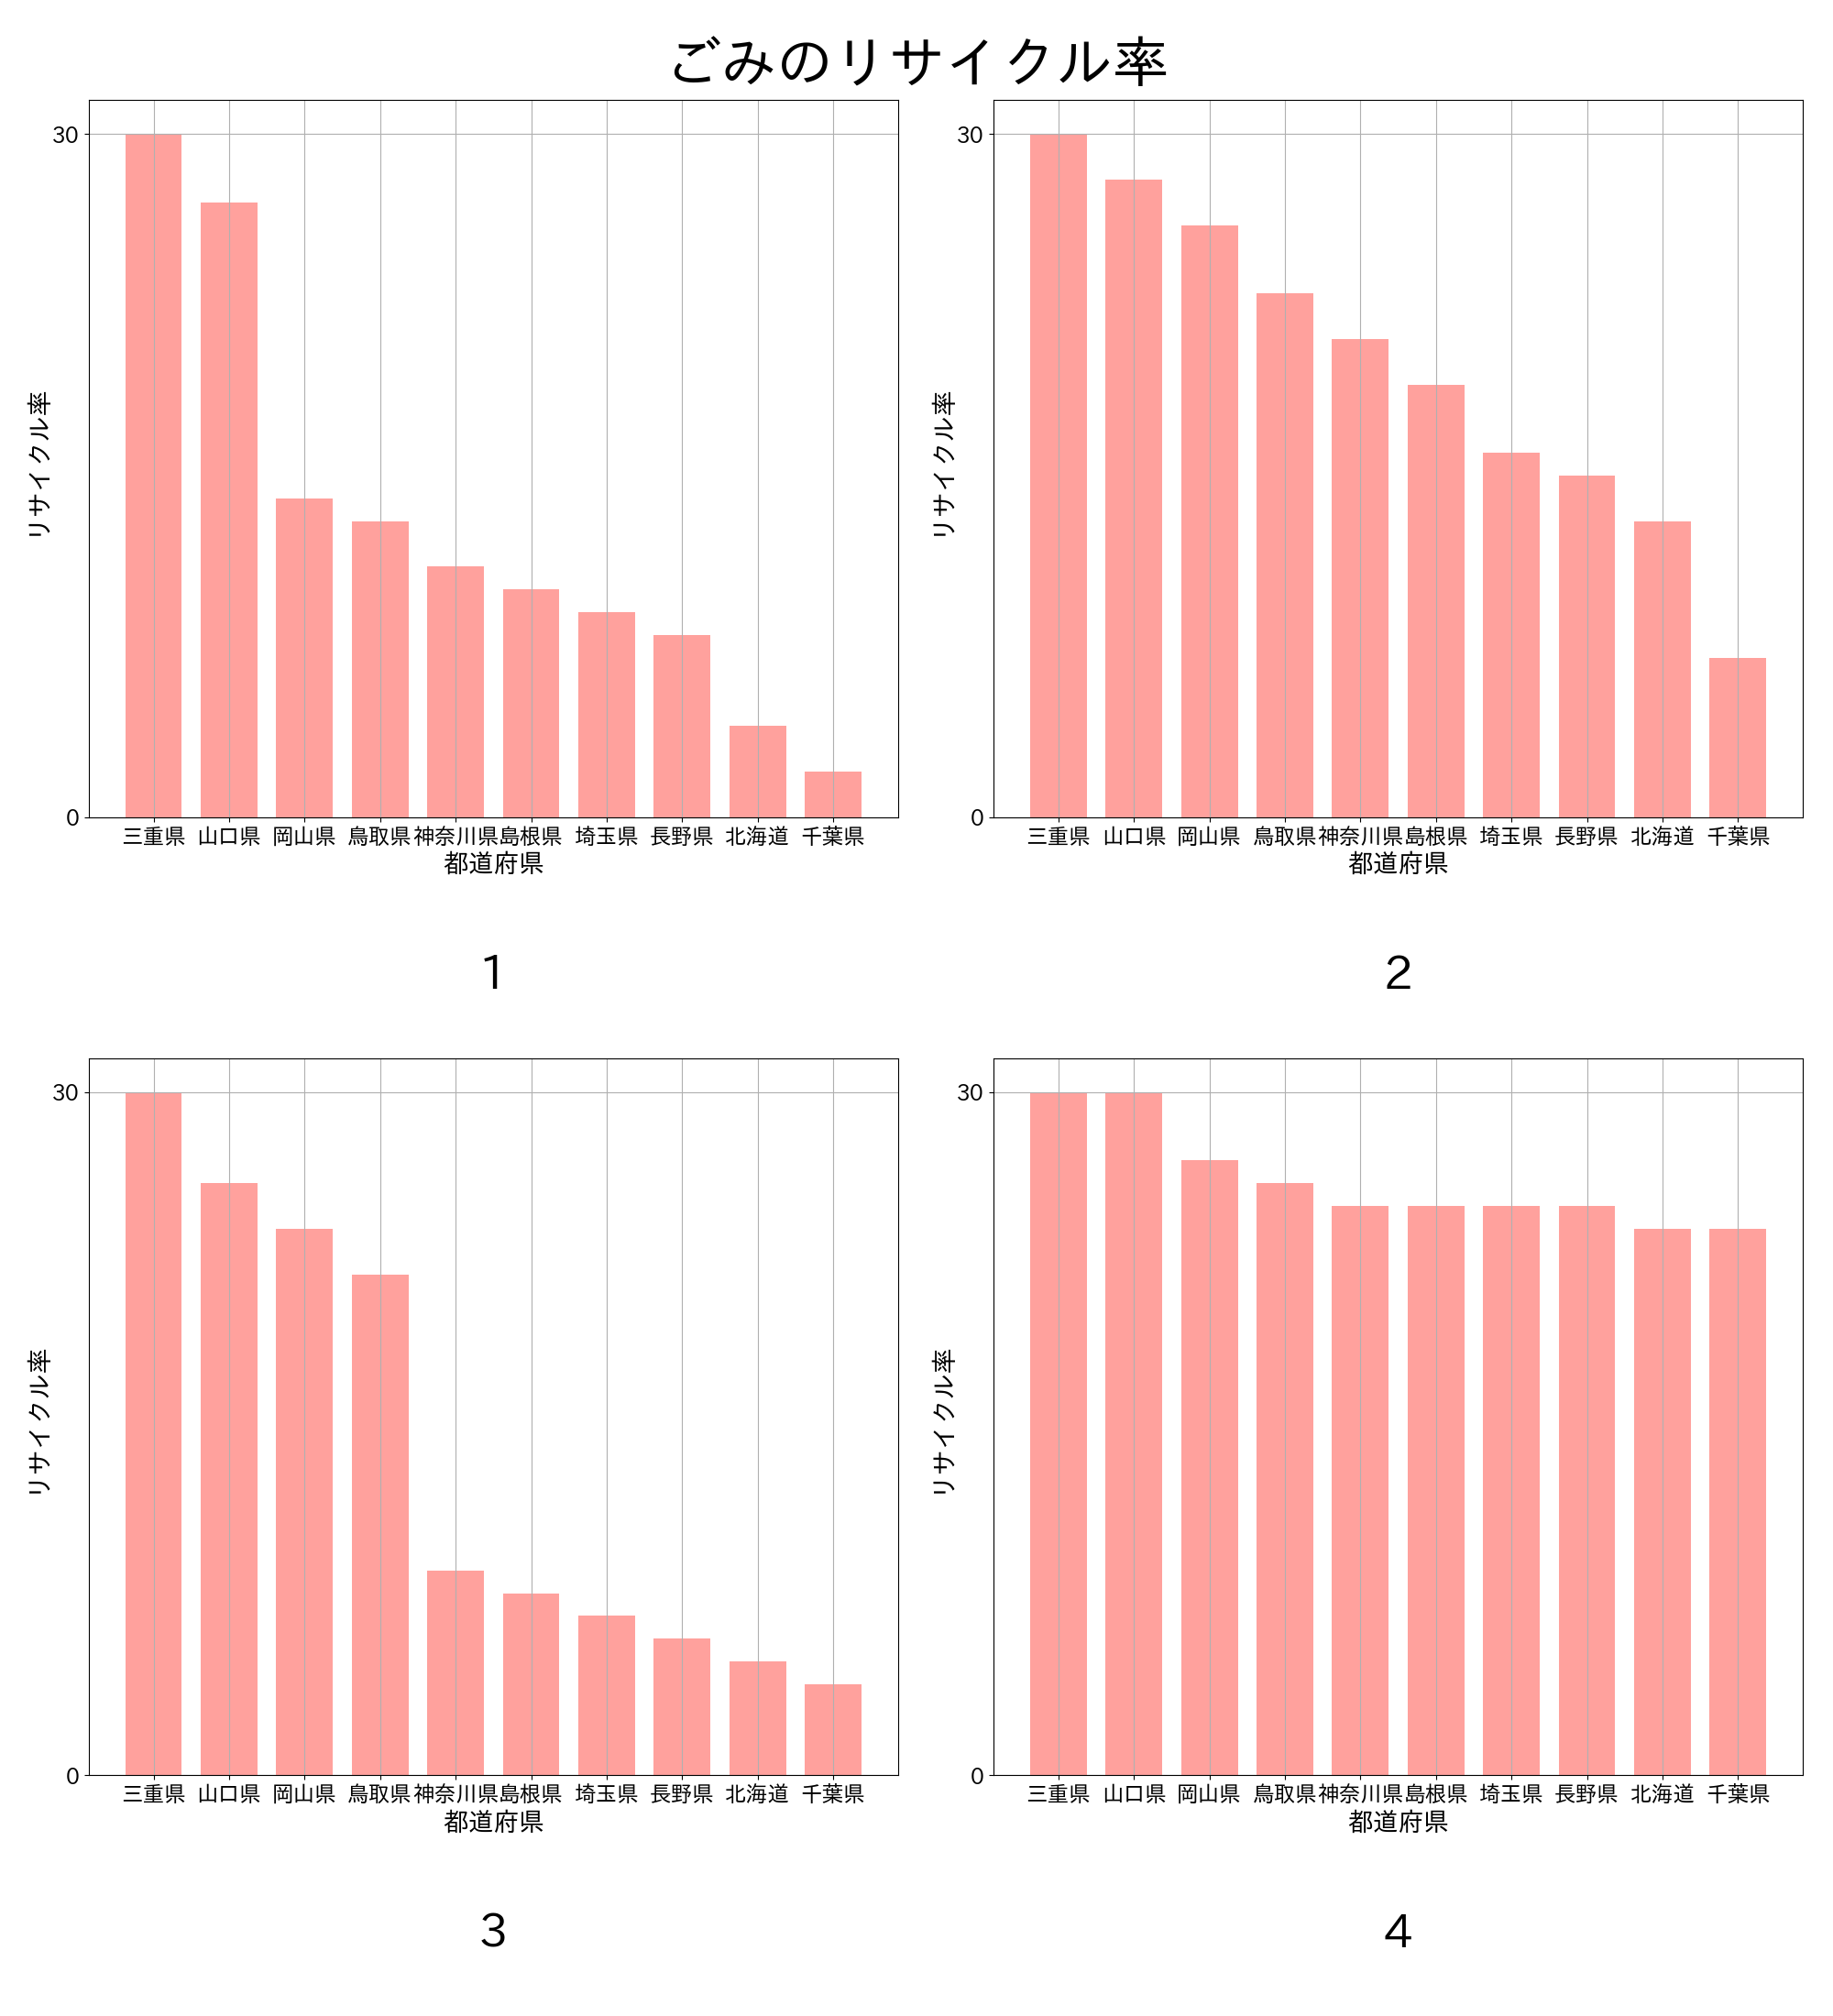 ごみのリサイクル率
30
0
リサイクル率
三重県 山口県 岡山県 鳥取県 神奈川県 島根県 埼玉県 長野県 北海道 千葉県
都道府県
1
30
0
リサイクル率
三重県 山口県 岡山県 鳥取県 神奈川県 島根県 埼玉県 長野県 北海道 千葉県
都道府県
2
30
0
リサイクル率
三重県 山口県 岡山県 鳥取県 神奈川県 島根県 埼玉県 長野県 北海道 千葉県
都道府県
3
30
0
リサイクル率
三重県 山口県 岡山県 鳥取県 神奈川県 島根県 埼玉県 長野県 北海道 千葉県
都道府県
4